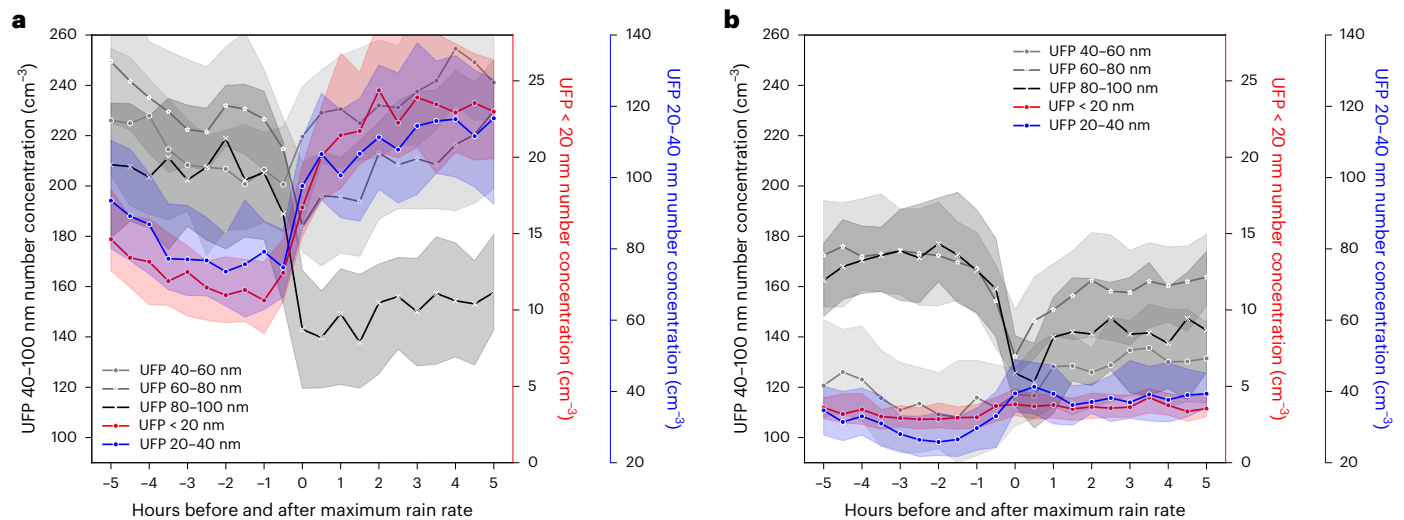 a
260
240
220
200
180
160
140
120
100
UFP 40–100 nm number concentration (cm⁻³)
UFP 40–60 nm
UFP 60–80 nm
UFP 80–100 nm
UFP < 20 nm
UFP 20–40 nm
–5 –4 –3 –2 –1 0 1 2 3 4 5
Hours before and after maximum rain rate
25
20
15
10
5
0
UFP < 20 nm number concentration (cm⁻³)
140
120
100
80
60
40
20
UFP 20–40 nm number concentration (cm⁻³)
b
260
240
220
200
180
160
140
120
100
UFP 40–100 nm number concentration (cm⁻³)
UFP 40–60 nm
UFP 60–80 nm
UFP 80–100 nm
UFP < 20 nm
UFP 20–40 nm
–5 –4 –3 –2 –1 0 1 2 3 4 5
Hours before and after maximum rain rate
25
20
15
10
5
0
UFP < 20 nm number concentration (cm⁻³)
140
120
100
80
60
40
20
UFP 20–40 nm number concentration (cm⁻³)